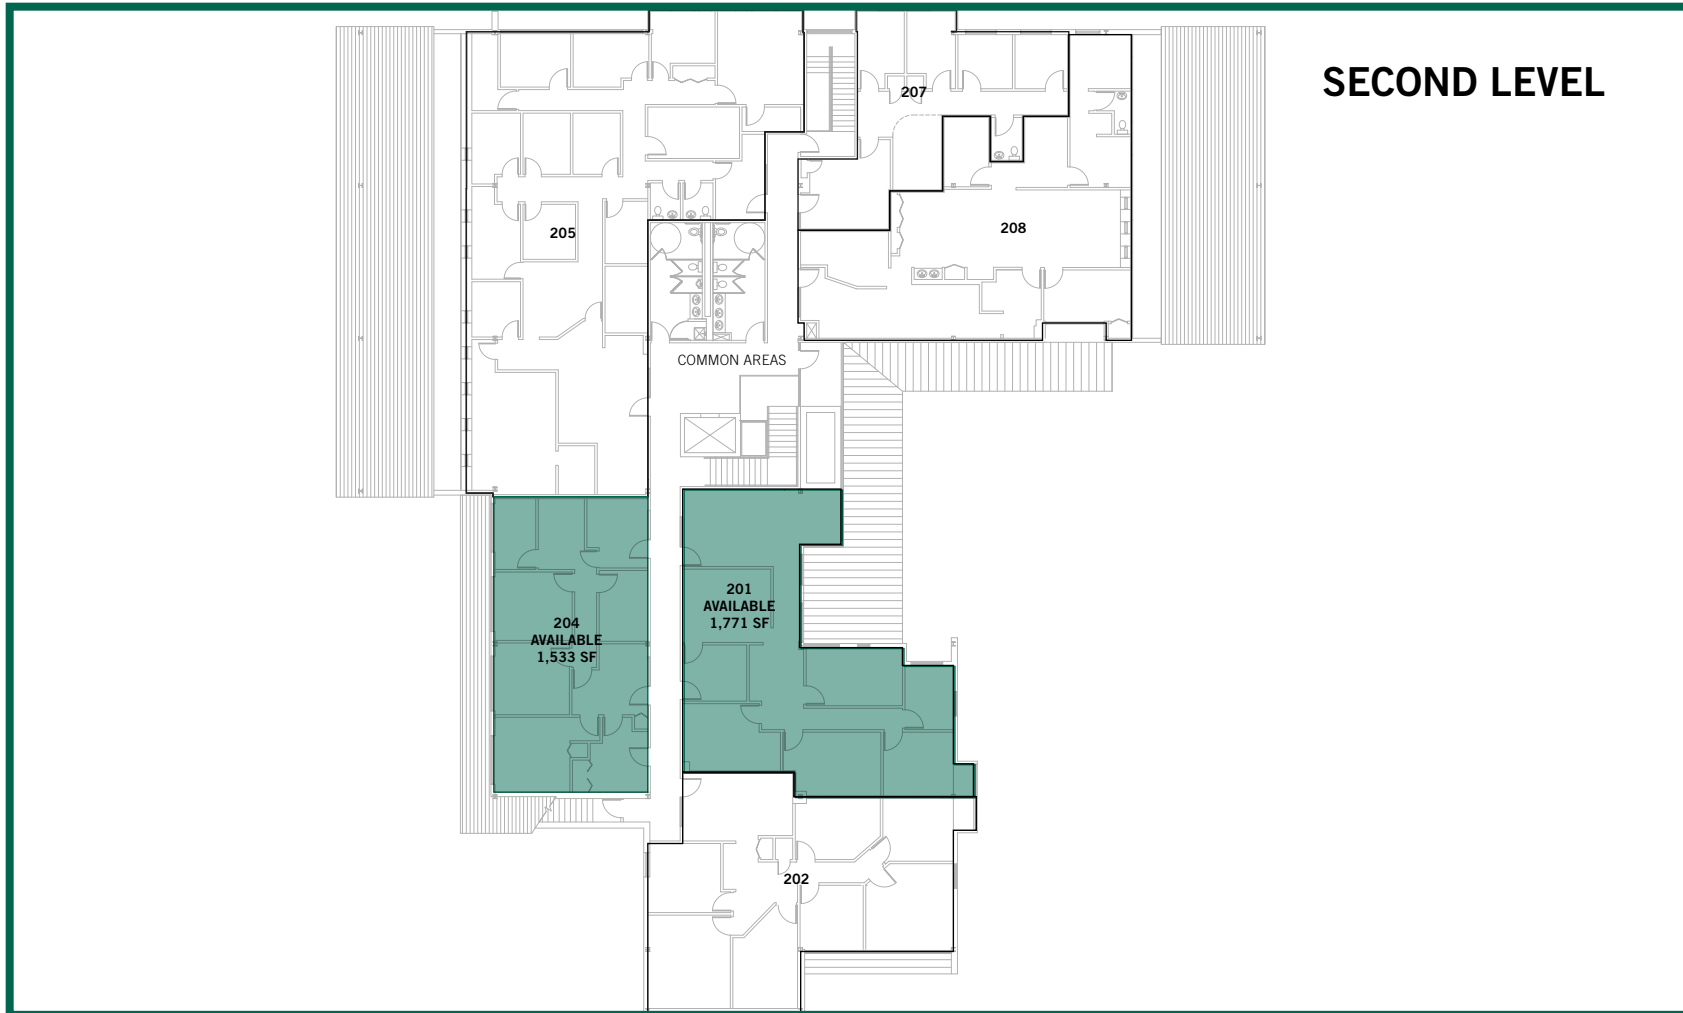 SECOND LEVEL
207
208
205
COMMON AREAS
201
AVAILABLE
1,771 SF
204
AVAILABLE
1,533 SF
202